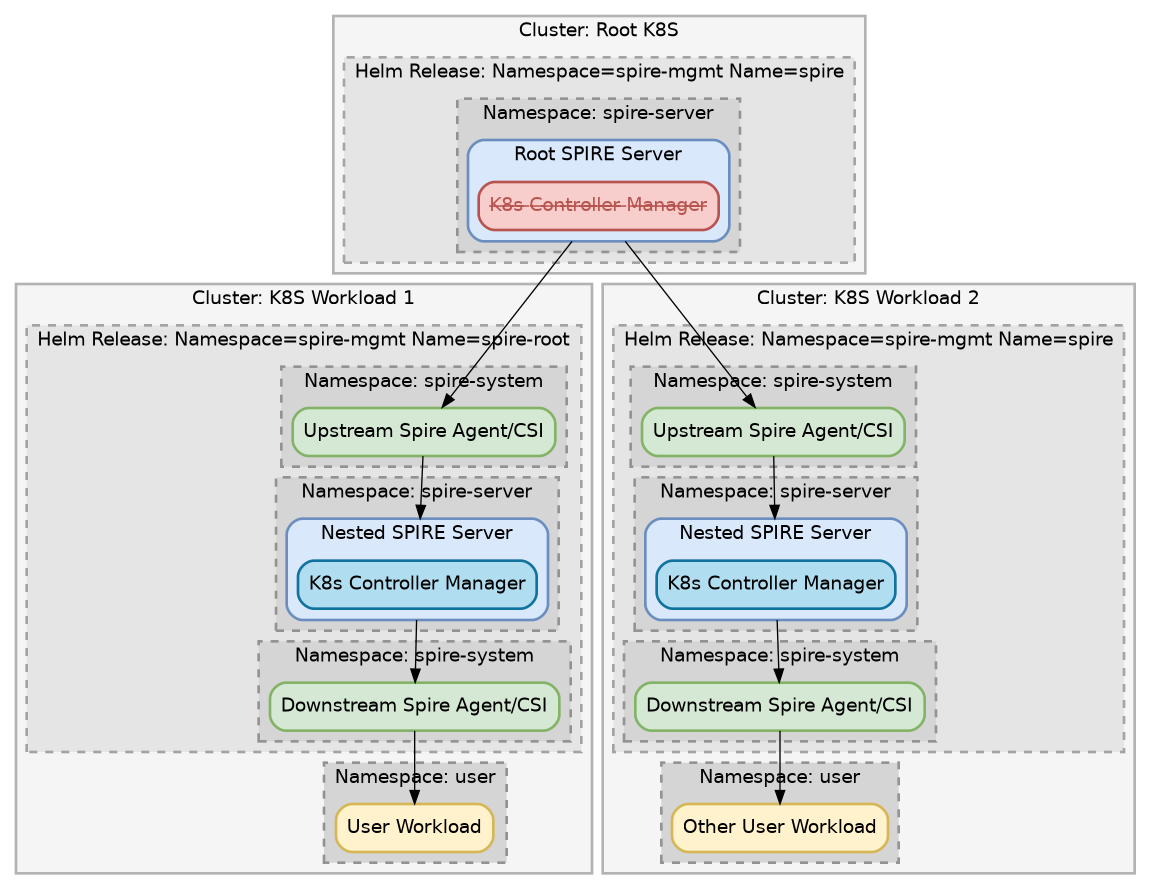 Cluster: Root K8S
Helm Release: Namespace=spire-mgmt Name=spire
Namespace: spire-server
Root SPIRE Server
K8s Controller Manager
Cluster: K8S Workload 1
Helm Release: Namespace=spire-mgmt Name=spire-root
Namespace: spire-system
Upstream Spire Agent/CSI
Namespace: spire-server
Nested SPIRE Server
K8s Controller Manager
Namespace: spire-system
Downstream Spire Agent/CSI
Namespace: user
User Workload
Cluster: K8S Workload 2
Helm Release: Namespace=spire-mgmt Name=spire
Namespace: spire-system
Upstream Spire Agent/CSI
Namespace: spire-server
Nested SPIRE Server
K8s Controller Manager
Namespace: spire-system
Downstream Spire Agent/CSI
Namespace: user
Other User Workload